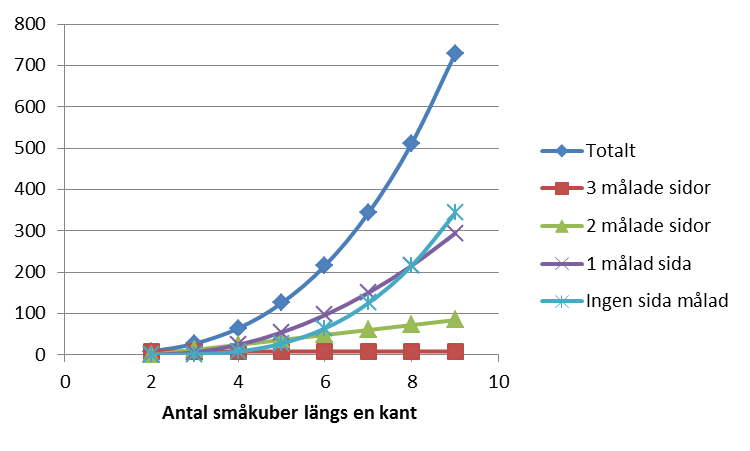 800
700
600
500
400
300
200
100
0
0 2 4 6 8 10
Antal småkuber längs en kant
Totalt
3 målade sidor
2 målade sidor
1 målad sida
Ingen sida målad